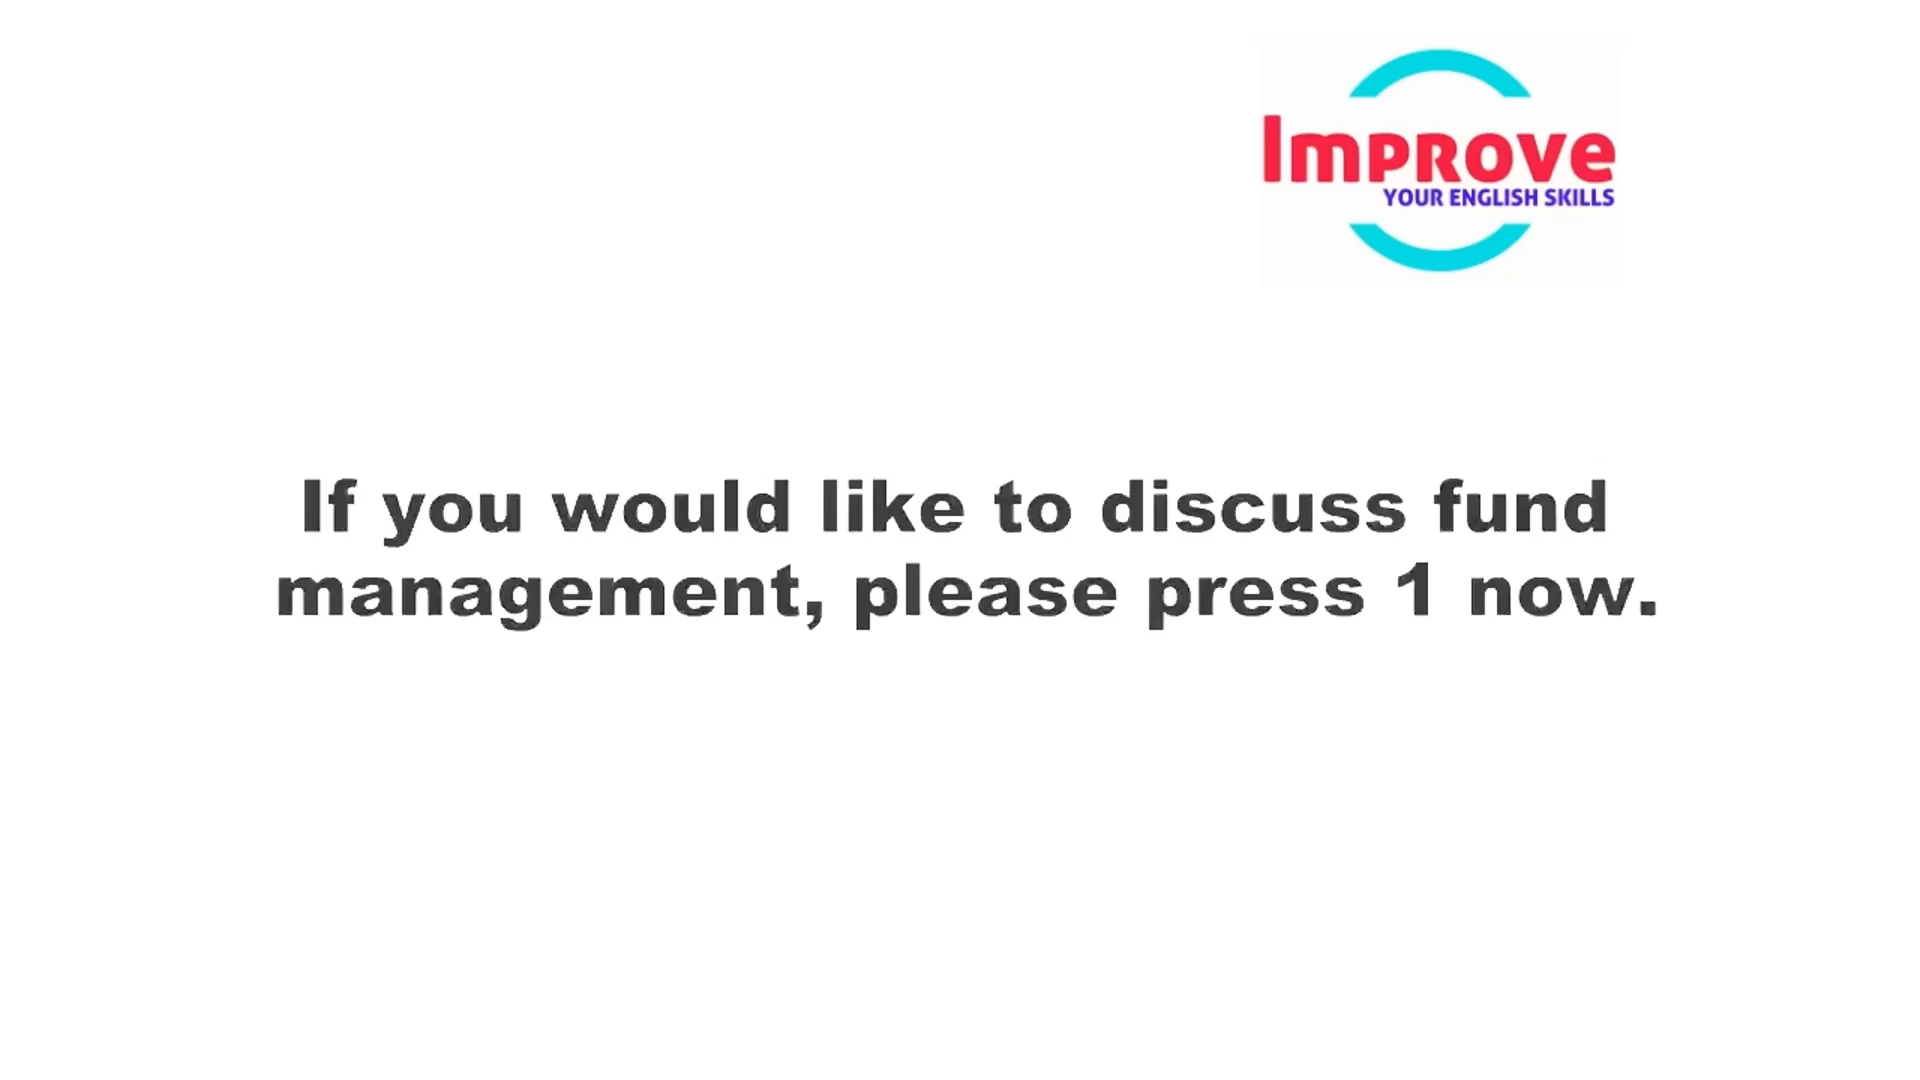 Improve
YOUR ENGLISH SKILLS
If you would like to discuss fund
management, please press 1 now.